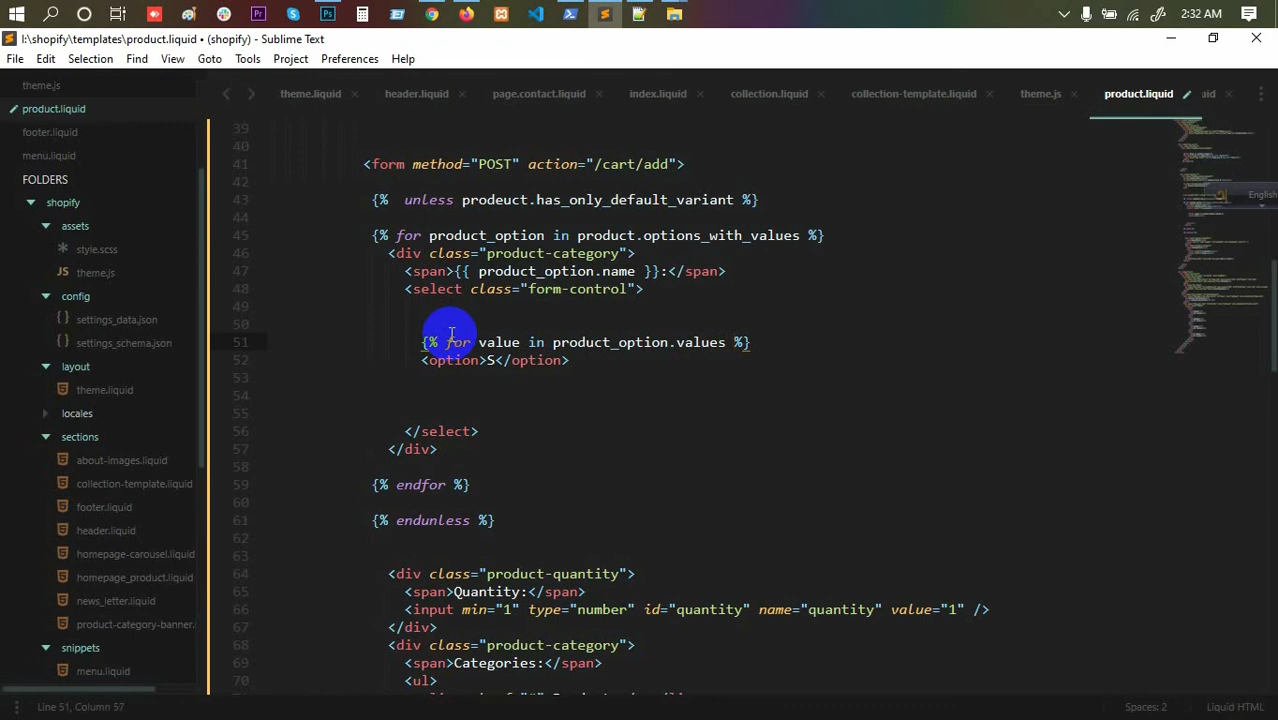 2:32 AM
I:\shopify\templates\product.liquid • (shopify) - Sublime Text
File Edit Selection Find View Goto Tools Project Preferences Help
theme.js
product.liquid
footer.liquid
menu.liquid
FOLDERS
shopify
assets
style.scss
theme.js
config
settings_data.json
settings_schema.json
layout
theme.liquid
locales
sections
about-images.liquid
collection-template.liquid
footer.liquid
header.liquid
homepage-carousel.liquid
homepage_product.liquid
news_letter.liquid
product-category-banner.
snippets
menu.liquid
theme.liquid header.liquid page.contact.liquid index.liquid collection.liquid collection-template.liquid theme.js product.liquid uid
39
40
41 <form method="POST" action="/cart/add">
42
43 {%  unless prodeuct.has_only_default_variant %}
44
45 {% for product_option in product.options_with_values %}
46 <div class="product-category">
47 <span>{{ product_option.name }}:</span>
48 <select class="form-control">
49
50
51 {% for value in product_option.values %}
52 <option>S</option>
53
54
55
56 </select>
57 </div>
58
59 {% endfor %}
60
61 {% endunless %}
62
63
64 <div class="product-quantity">
65 <span>Quantity:</span>
66 <input min="1" type="number" id="quantity" name="quantity" value="1" />
67 </div>
68 <div class="product-category">
69 <span>Categories:</span>
<ul>
English
Line 51, Column 57
Spaces: 2
Liquid HTML